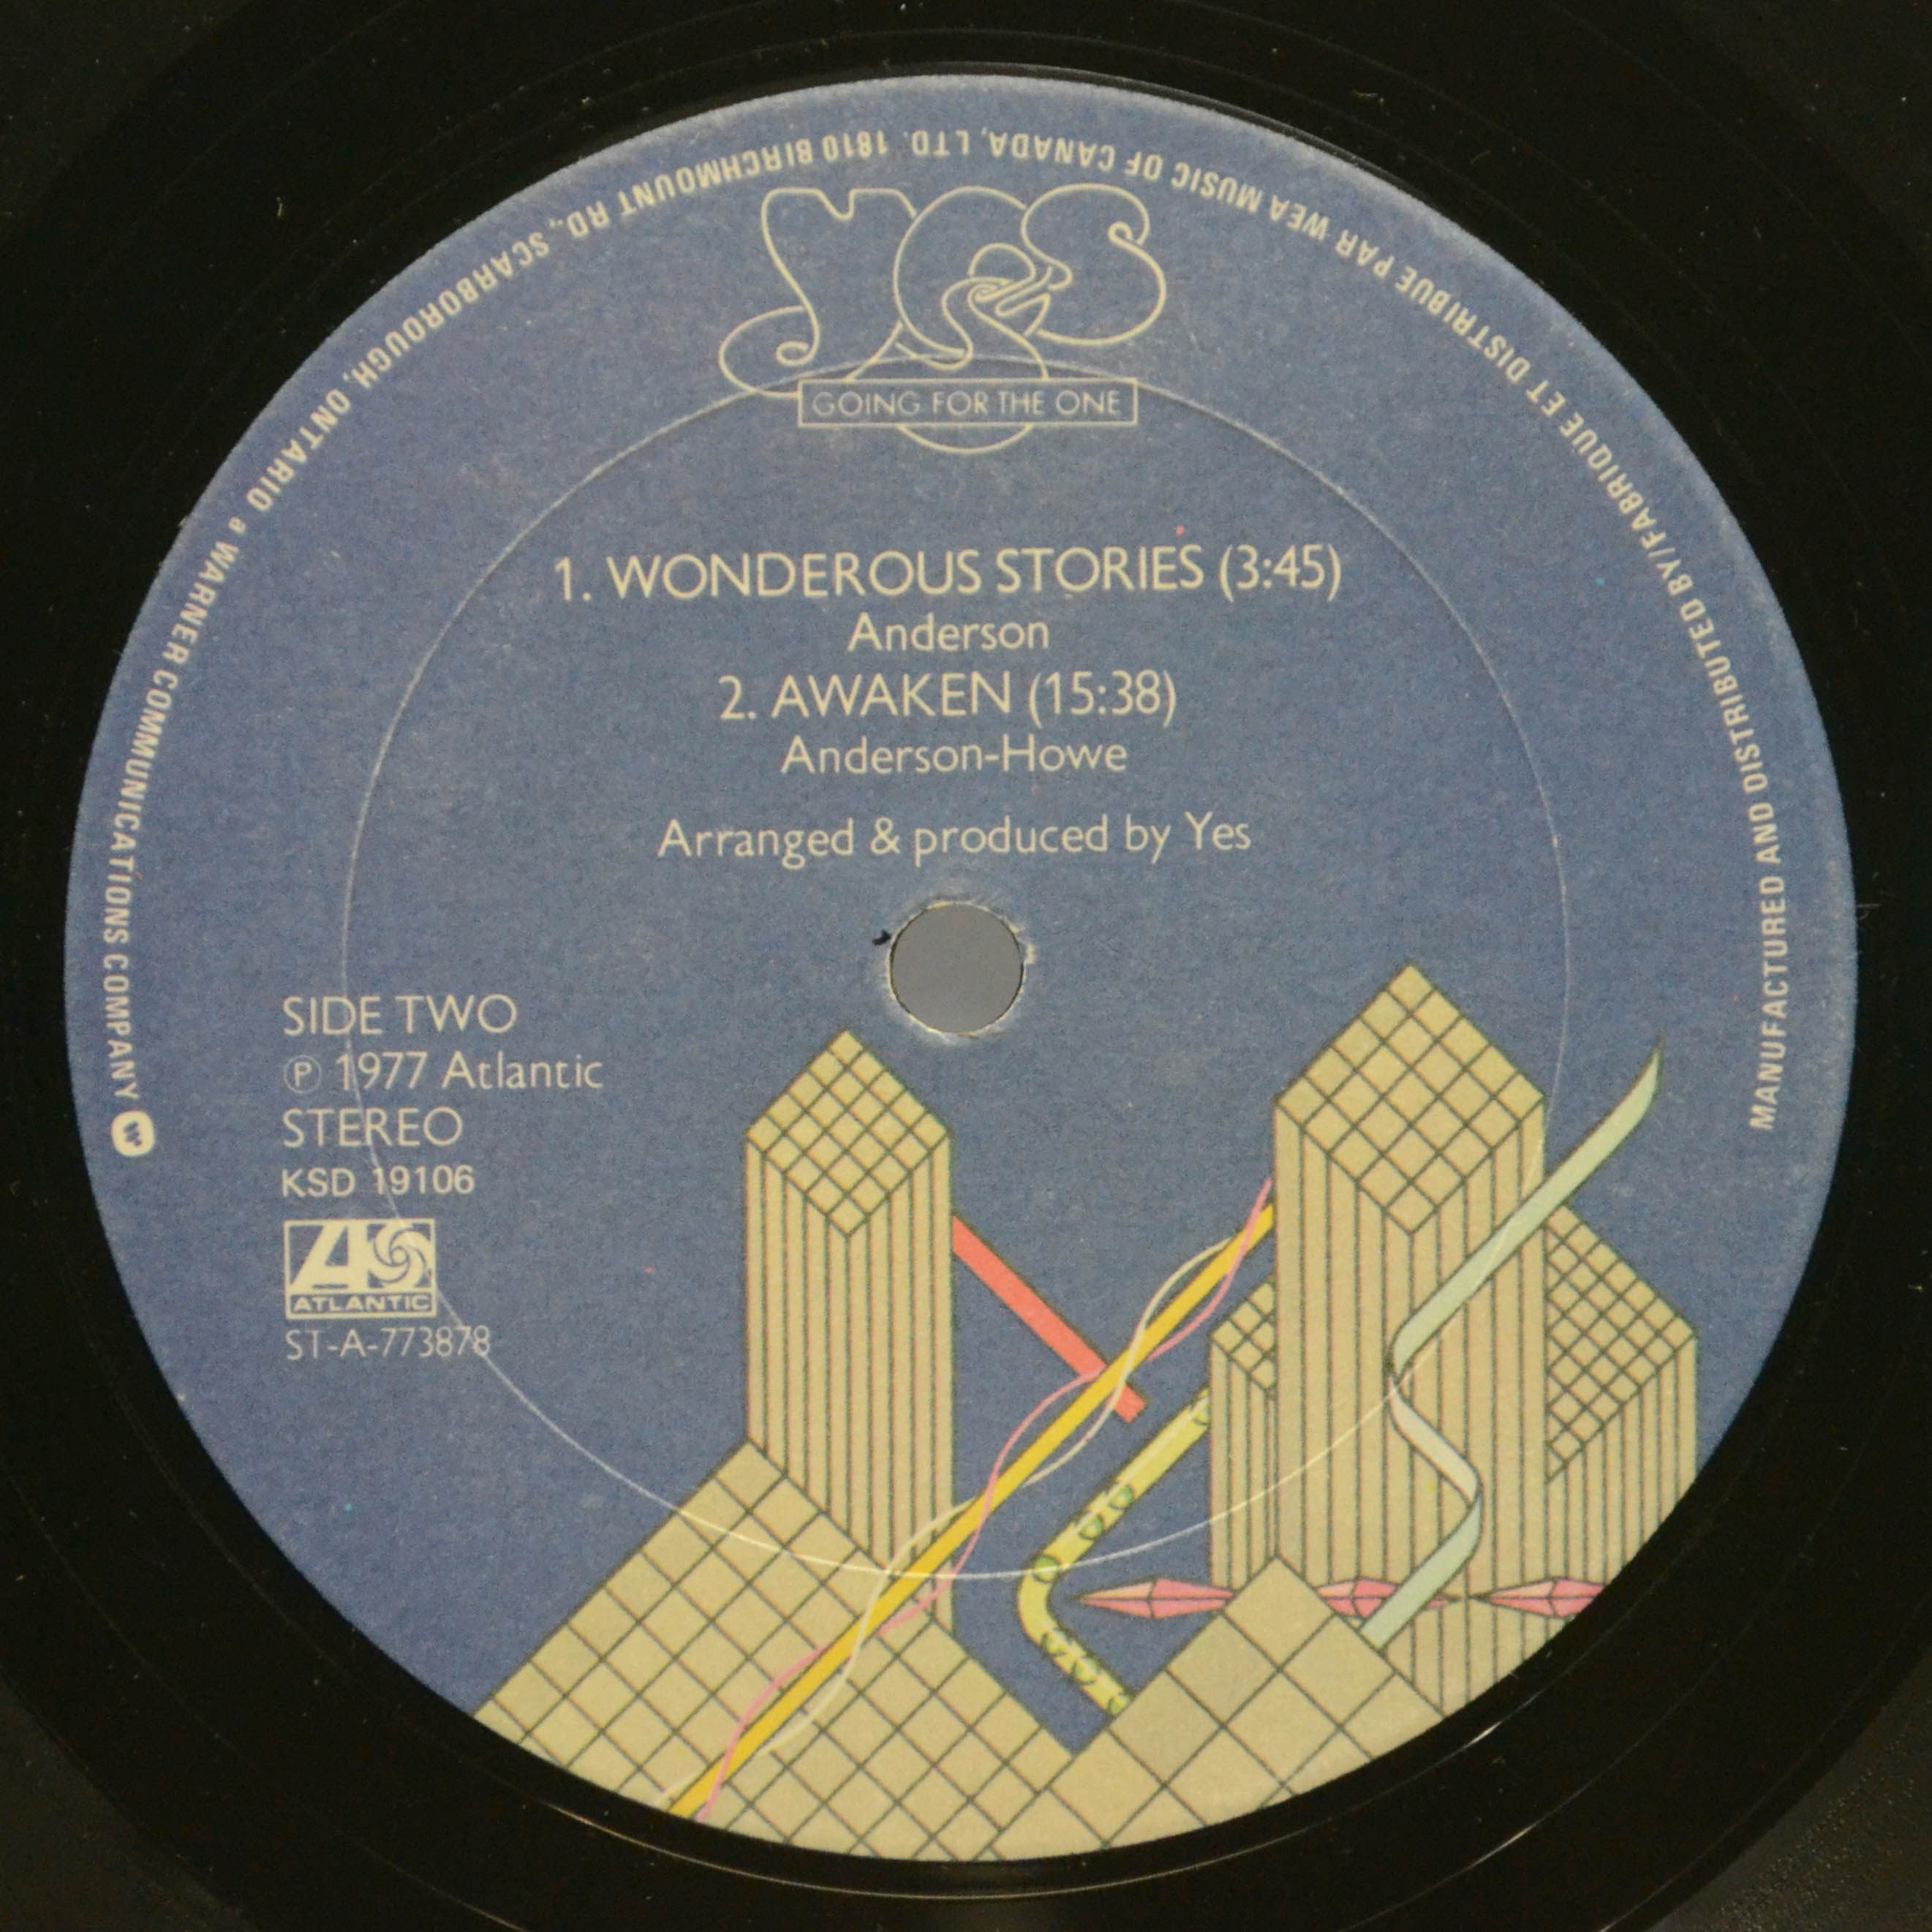 YES
GOING FOR THE ONE
1. WONDEROUS STORIES (3:45)
Anderson
2. AWAKEN (15:38)
Anderson-Howe
Arranged & produced by Yes
SIDE TWO
℗ 1977 Atlantic
STEREO
KSD 19106
ATLANTIC
ST-A-773878
MANUFACTURED AND DISTRIBUTED BY/FABRIQUE ET DISTRIBUE PAR WEA MUSIC OF CANADA, LTD. 1810 BIRCHMOUNT RD., SCARBOROUGH, ONTARIO a WARNER COMMUNICATIONS COMPANY